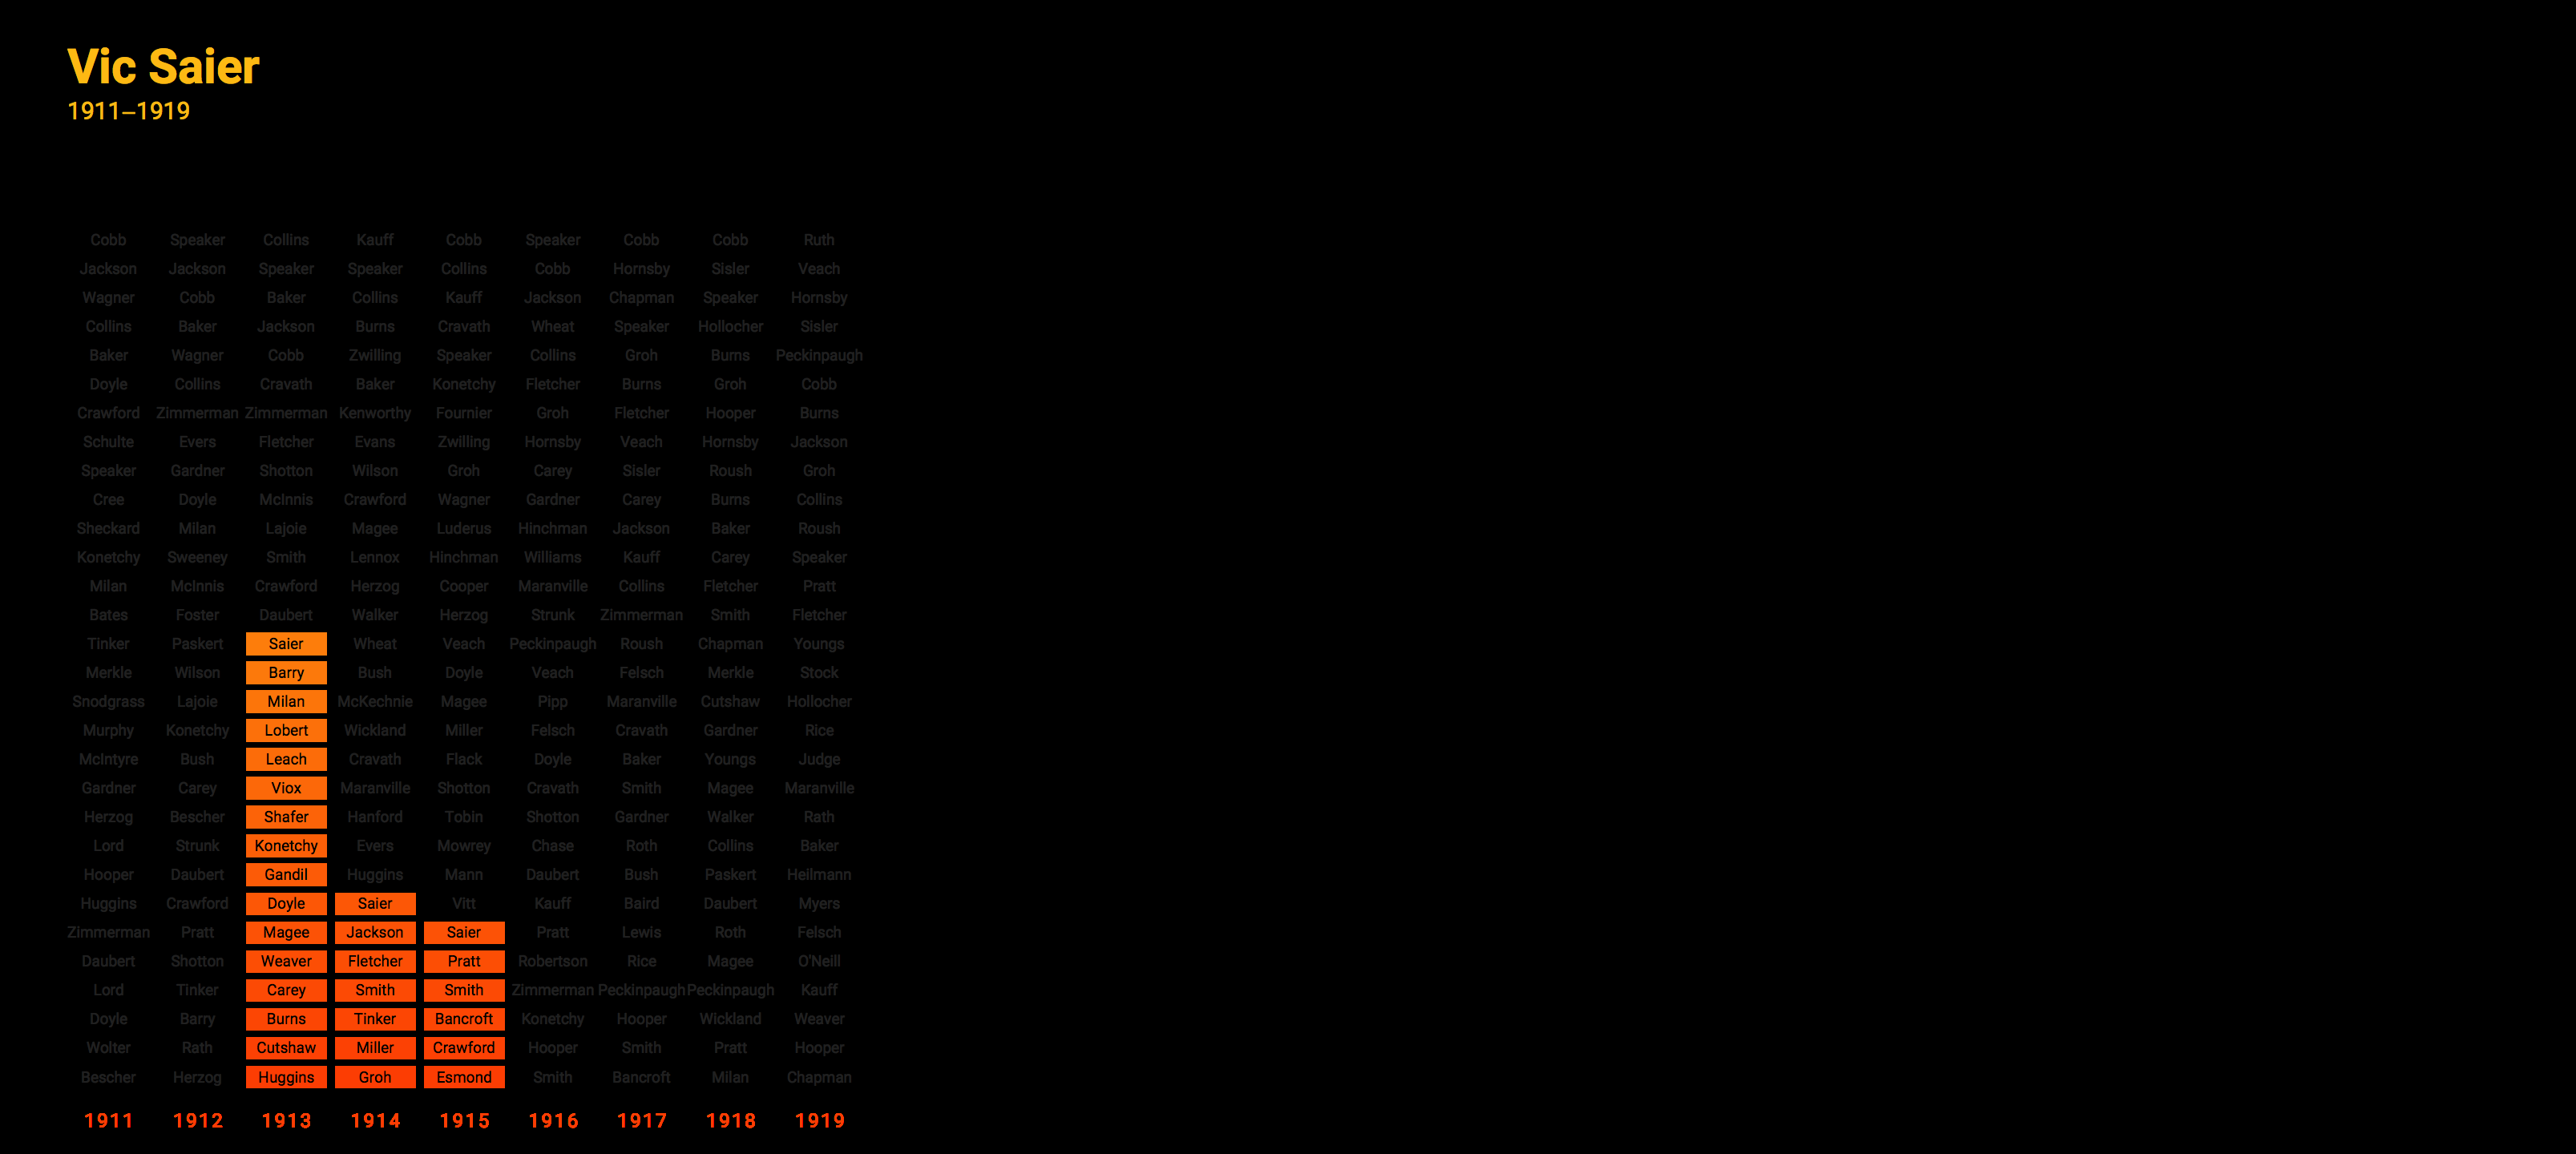 Vic Saier
1911–1919
Cobb Speaker Collins Kauff Cobb Speaker Cobb Cobb Ruth
Jackson Jackson Speaker Speaker Collins Cobb Hornsby Sisler Veach
Wagner Cobb Baker Collins Kauff Jackson Chapman Speaker Hornsby
Collins Baker Jackson Burns Cravath Wheat Speaker Hollocher Sisler
Baker Wagner Cobb Zwilling Speaker Collins Groh Burns Peckinpaugh
Doyle Collins Cravath Baker Konetchy Fletcher Burns Groh Cobb
Crawford Zimmerman Zimmerman Kenworthy Fournier Groh Fletcher Hooper Burns
Schulte Evers Fletcher Evans Zwilling Hornsby Veach Hornsby Jackson
Speaker Gardner Shotton Wilson Groh Carey Sisler Roush Groh
Cree Doyle McInnis Crawford Wagner Gardner Carey Burns Collins
Sheckard Milan Lajoie Magee Luderus Hinchman Jackson Baker Roush
Konetchy Sweeney Smith Lennox Hinchman Williams Kauff Carey Speaker
Milan McInnis Crawford Herzog Cooper Maranville Collins Fletcher Pratt
Bates Foster Daubert Walker Herzog Strunk Zimmerman Smith Fletcher
Tinker Paskert Saier Wheat Veach Peckinpaugh Roush Chapman Youngs
Merkle Wilson Barry Bush Doyle Veach Felsch Merkle Stock
Snodgrass Lajoie Milan McKechnie Magee Pipp Maranville Cutshaw Hollocher
Murphy Konetchy Lobert Wickland Miller Felsch Cravath Gardner Rice
McIntyre Bush Leach Cravath Flack Doyle Baker Youngs Judge
Gardner Carey Viox Maranville Shotton Cravath Smith Magee Maranville
Herzog Bescher Shafer Hanford Tobin Shotton Gardner Walker Rath
Lord Strunk Konetchy Evers Mowrey Chase Roth Collins Baker
Hooper Daubert Gandil Huggins Mann Daubert Bush Paskert Heilmann
Huggins Crawford Doyle Saier Vitt Kauff Baird Daubert Myers
Zimmerman Pratt Magee Jackson Saier Pratt Lewis Roth Felsch
Daubert Shotton Weaver Fletcher Pratt Robertson Rice Magee O'Neill
Lord Tinker Carey Smith Smith Zimmerman Peckinpaugh Peckinpaugh Kauff
Doyle Barry Burns Tinker Bancroft Konetchy Hooper Wickland Weaver
Wolter Rath Cutshaw Miller Crawford Hooper Smith Pratt Hooper
Bescher Herzog Huggins Groh Esmond Smith Bancroft Milan Chapman
1911 1912 1913 1914 1915 1916 1917 1918 1919